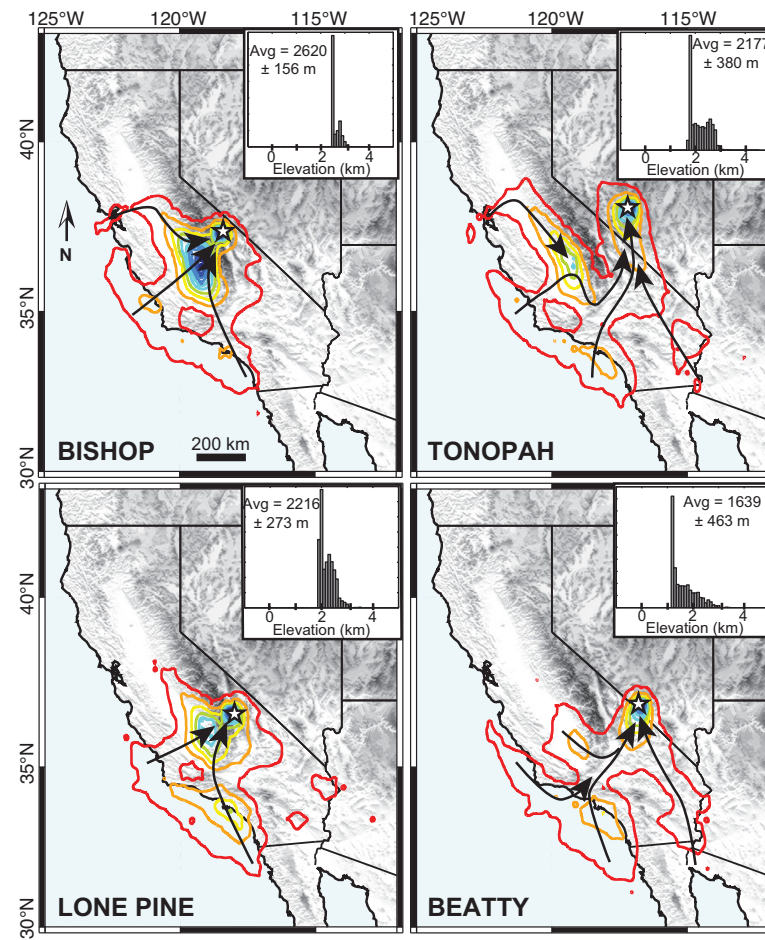 125°W 120°W 115°W 120°W 115°W
Avg = 2620
± 156 m
0 2 4
Elevation (km)
Avg = 2177
± 380 m
0 2 4
Elevation (km)
40°N
N
35°N
30°N
BISHOP
200 km
TONOPAH
Avg = 2216
± 273 m
0 2 4
Elevation (km)
Avg = 1639
± 463 m
0 2 4
Elevation (km)
40°N
35°N
30°N
LONE PINE
BEATTY